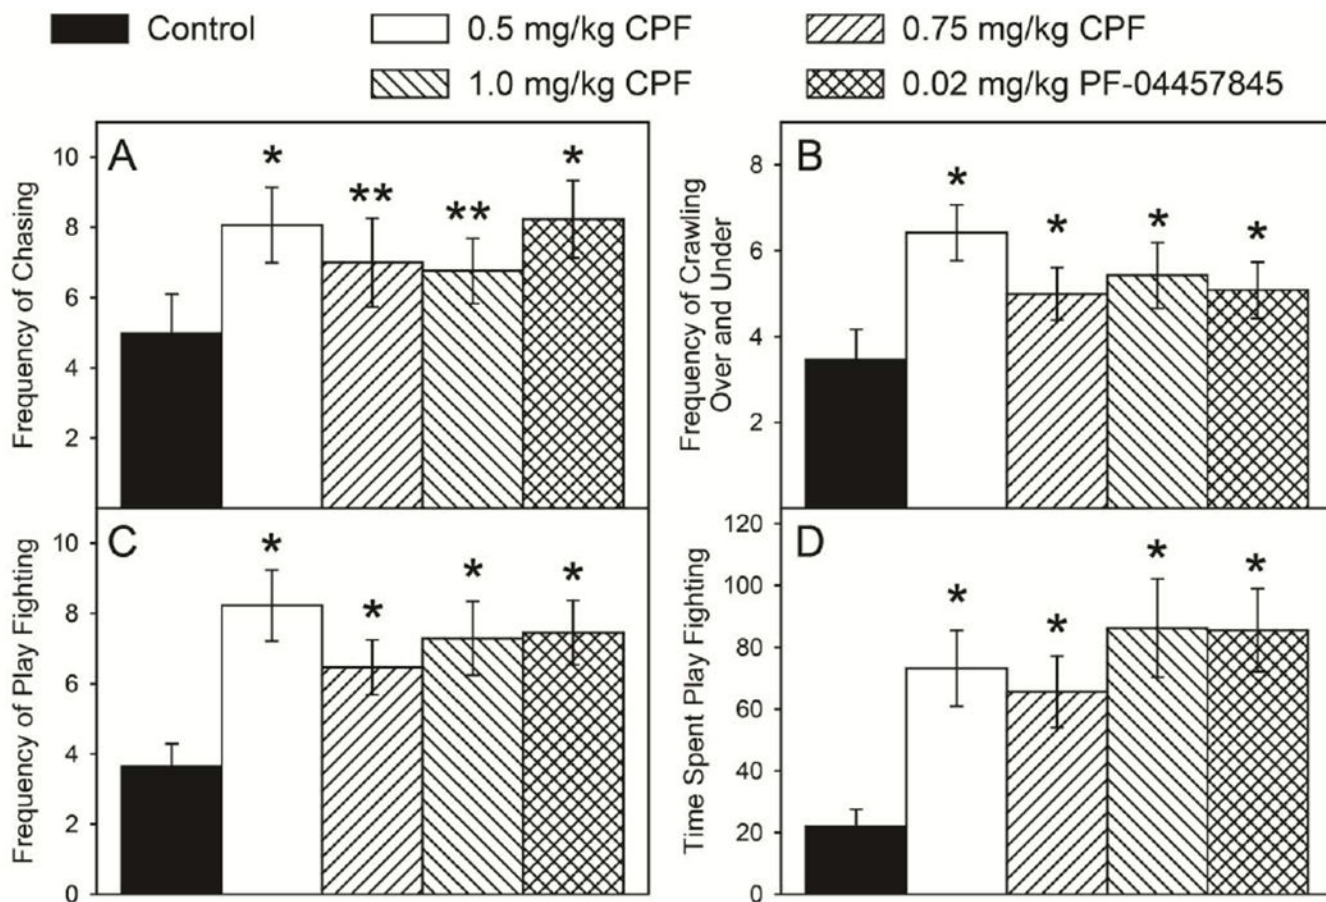 Control
0.5 mg/kg CPF
0.75 mg/kg CPF
1.0 mg/kg CPF
0.02 mg/kg PF-04457845
A
10
8
6
4
2
Frequency of Chasing
*
**
**
*
B
8
6
4
2
Frequency of Crawling
Over and Under
*
*
*
*
C
10
8
6
4
2
0
Frequency of Play Fighting
*
*
*
*
D
120
100
80
60
40
20
0
Time Spent Play Fighting
*
*
*
*